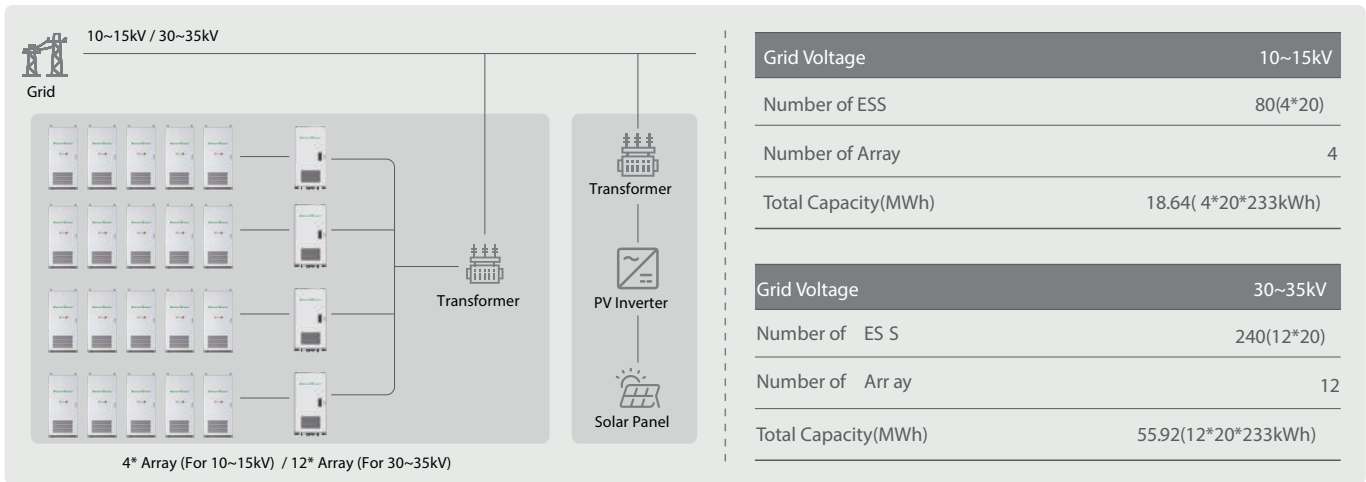 10~15kV / 30~35kV
Grid
Transformer
Transformer
PV Inverter
Solar Panel
4* Array (For 10~15kV) / 12* Array (For 30~35kV)
Grid Voltage 10~15kV
Number of ESS 80(4*20)
Number of Array 4
Total Capacity(MWh) 18.64( 4*20*233kWh)
Grid Voltage 30~35kV
Number of ES S 240(12*20)
Number of Arr ay 12
Total Capacity(MWh) 55.92(12*20*233kWh)